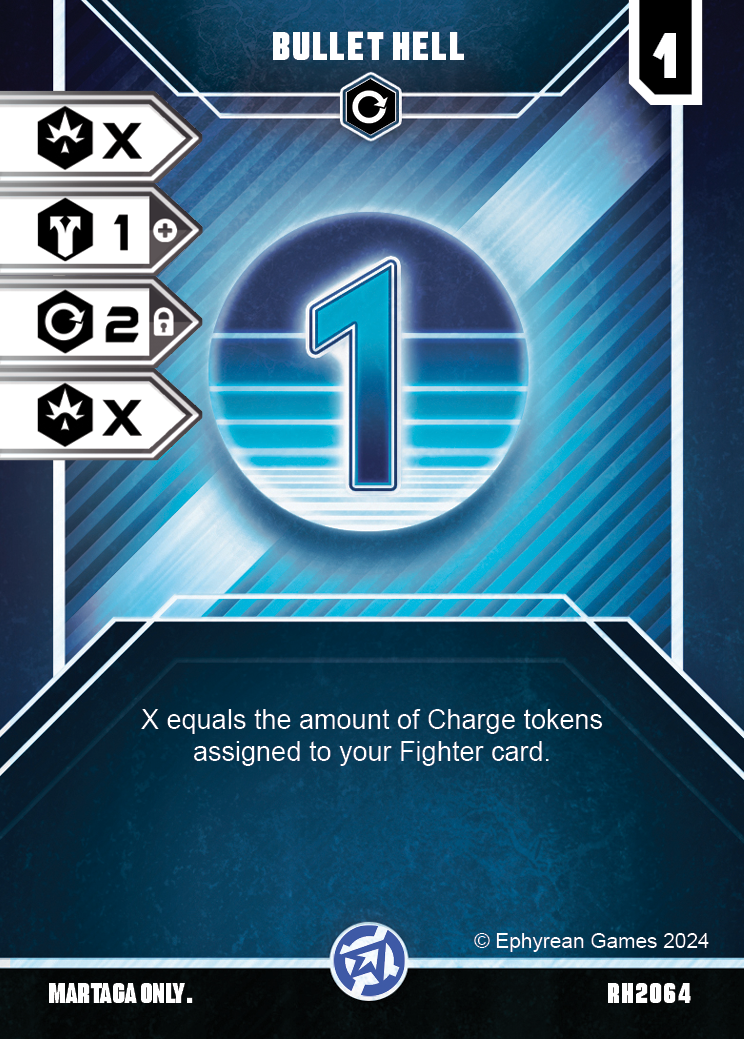 BULLET HELL
1
X
1
2
X
1
X equals the amount of Charge tokens
assigned to your Fighter card.
© Ephyrean Games 2024
MARTAGA ONLY.
RH2064